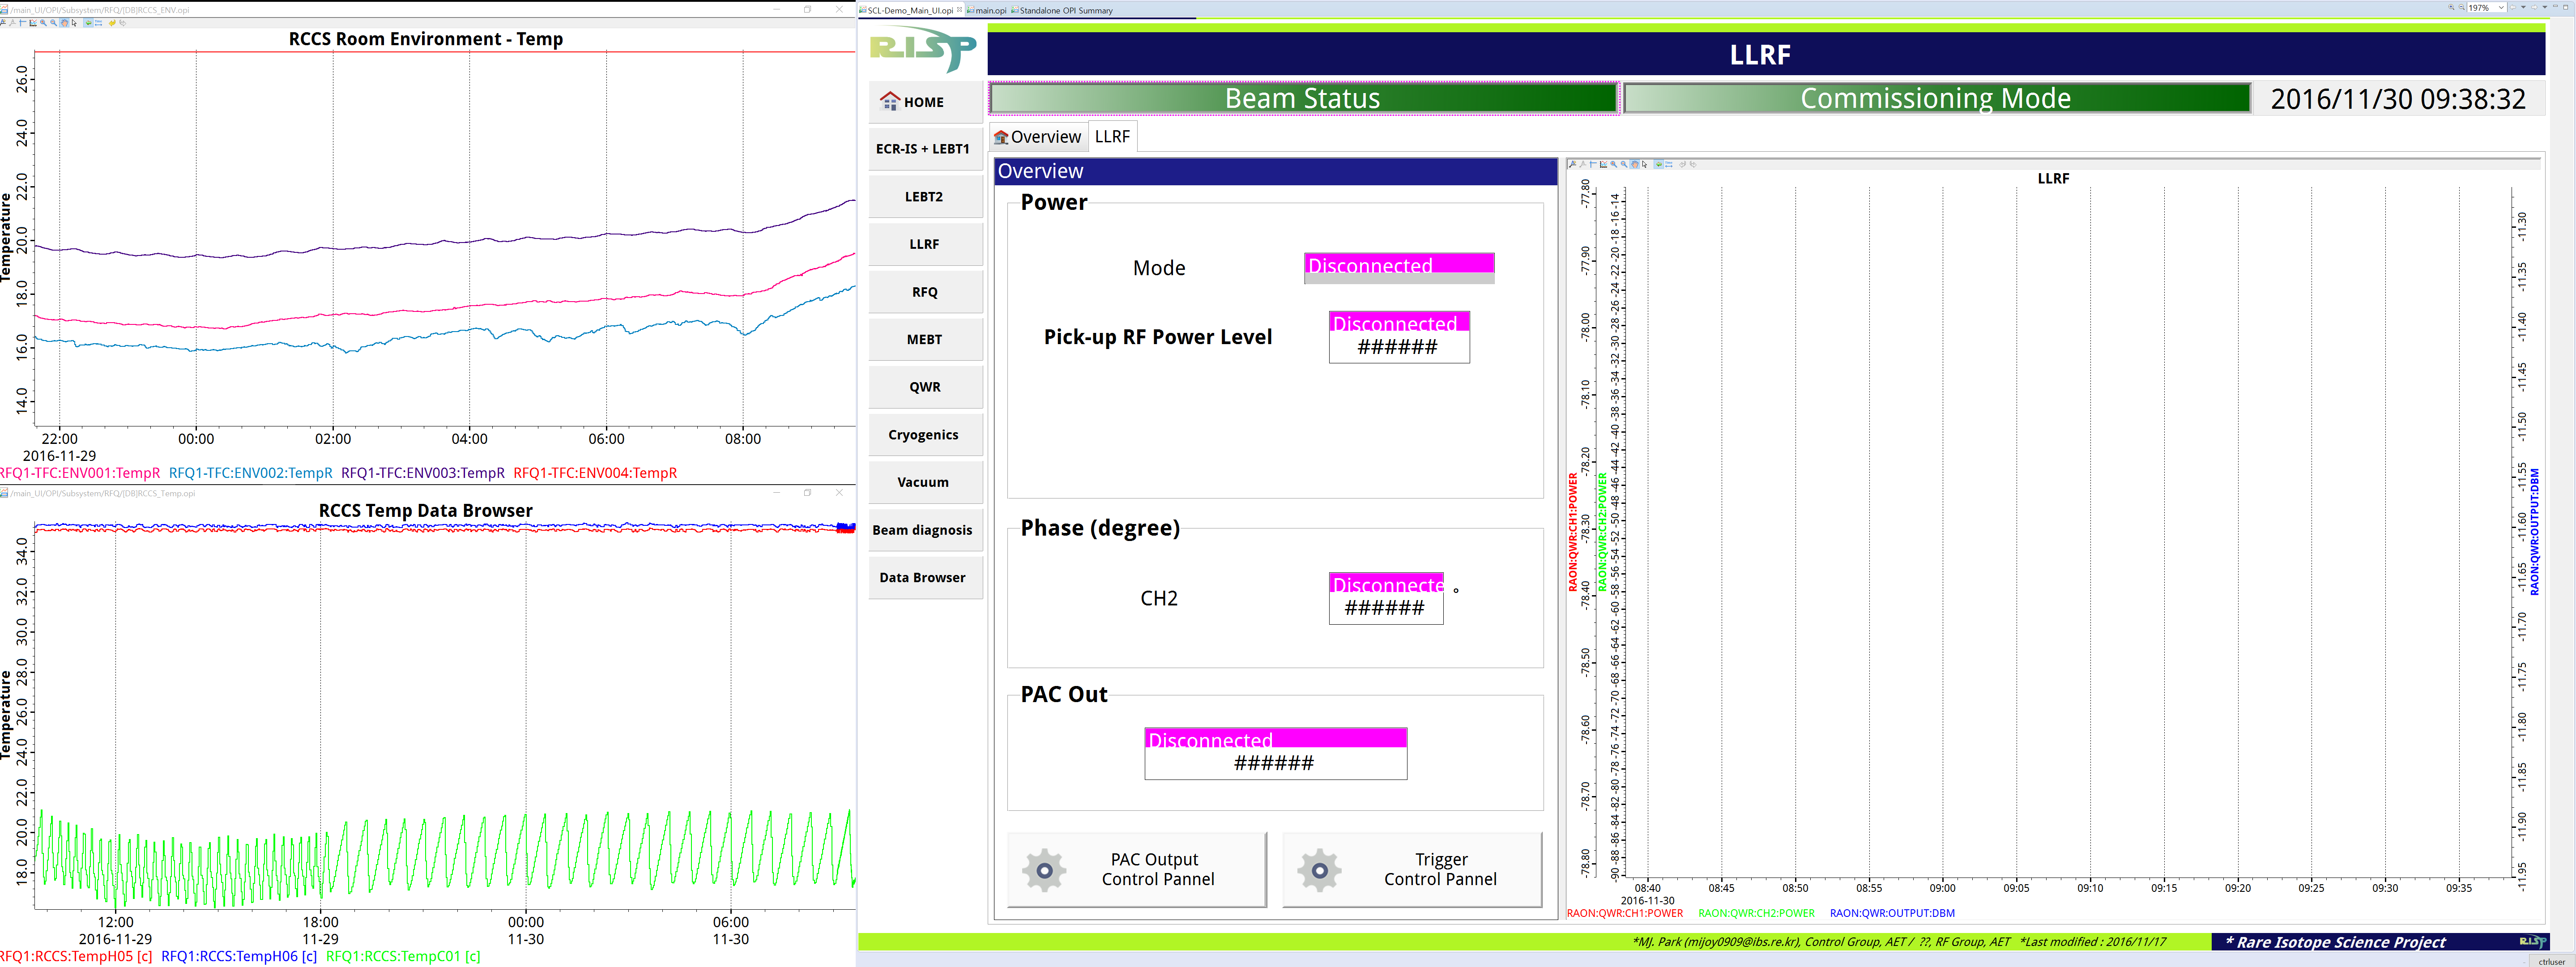 /main_UI/OPI/Subsystem/RFQ/[DB]RCCS_ENV.opi
RCCS Room Environment - Temp
Temperature
26.0
24.0
22.0
20.0
18.0
16.0
14.0
22:00 00:00 02:00 04:00 06:00 08:00
2016-11-29
RFQ1-TFC:ENV001:TempR RFQ1-TFC:ENV002:TempR RFQ1-TFC:ENV003:TempR RFQ1-TFC:ENV004:TempR
/main_UI/OPI/Subsystem/RFQ/[DB]RCCS_Temp.opi
RCCS Temp Data Browser
Temperature
34.0
32.0
30.0
28.0
26.0
24.0
22.0
20.0
18.0
12:00 18:00 00:00 06:00
2016-11-29 11-29 11-30 11-30
RFQ1:RCCS:TempH05 [c] RFQ1:RCCS:TempH06 [c] RFQ1:RCCS:TempC01 [c]
SCL-Demo_Main_UI.opi main.opi Standalone OPI Summary
197%
RISP
LLRF
Beam Status
Commissioning Mode
2016/11/30 09:38:32
HOME
ECR-IS + LEBT1
LEBT2
LLRF
RFQ
MEBT
QWR
Cryogenics
Vacuum
Beam diagnosis
Data Browser
Overview LLRF
Overview
Power
Mode
Disconnected
Pick-up RF Power Level
Disconnected
######
Phase (degree)
CH2
Disconnecte
###### °
PAC Out
Disconnected
######
PAC Output
Control Pannel
Trigger
Control Pannel
LLRF
RAON:QWR:CH1:POWER
-77.80
-77.90
-78.00
-78.10
-78.20
-78.30
-78.40
-78.50
-78.60
-78.70
-78.80
RAON:QWR:CH2:POWER
-14
-16
-18
-20
-22
-24
-26
-28
-30
-32
-34
-36
-38
-40
-42
-44
-46
-48
-50
-52
-54
-56
-58
-60
-62
-64
-66
-68
-70
-72
-74
-76
-78
-80
-82
-84
-86
-88
-90
-11.30
-11.35
-11.40
-11.45
-11.50
-11.55
-11.60
-11.65
-11.70
-11.75
-11.80
-11.85
-11.90
-11.95
RAON:QWR:OUTPUT:DBM
08:40 08:45 08:50 08:55 09:00 09:05 09:10 09:15 09:20 09:25 09:30 09:35
2016-11-30
RAON:QWR:CH1:POWER RAON:QWR:CH2:POWER RAON:QWR:OUTPUT:DBM
*MJ. Park (mijoy0909@ibs.re.kr), Control Group, AET / ??, RF Group, AET *Last modified : 2016/11/17
* Rare Isotope Science Project
RISP
ctrluser